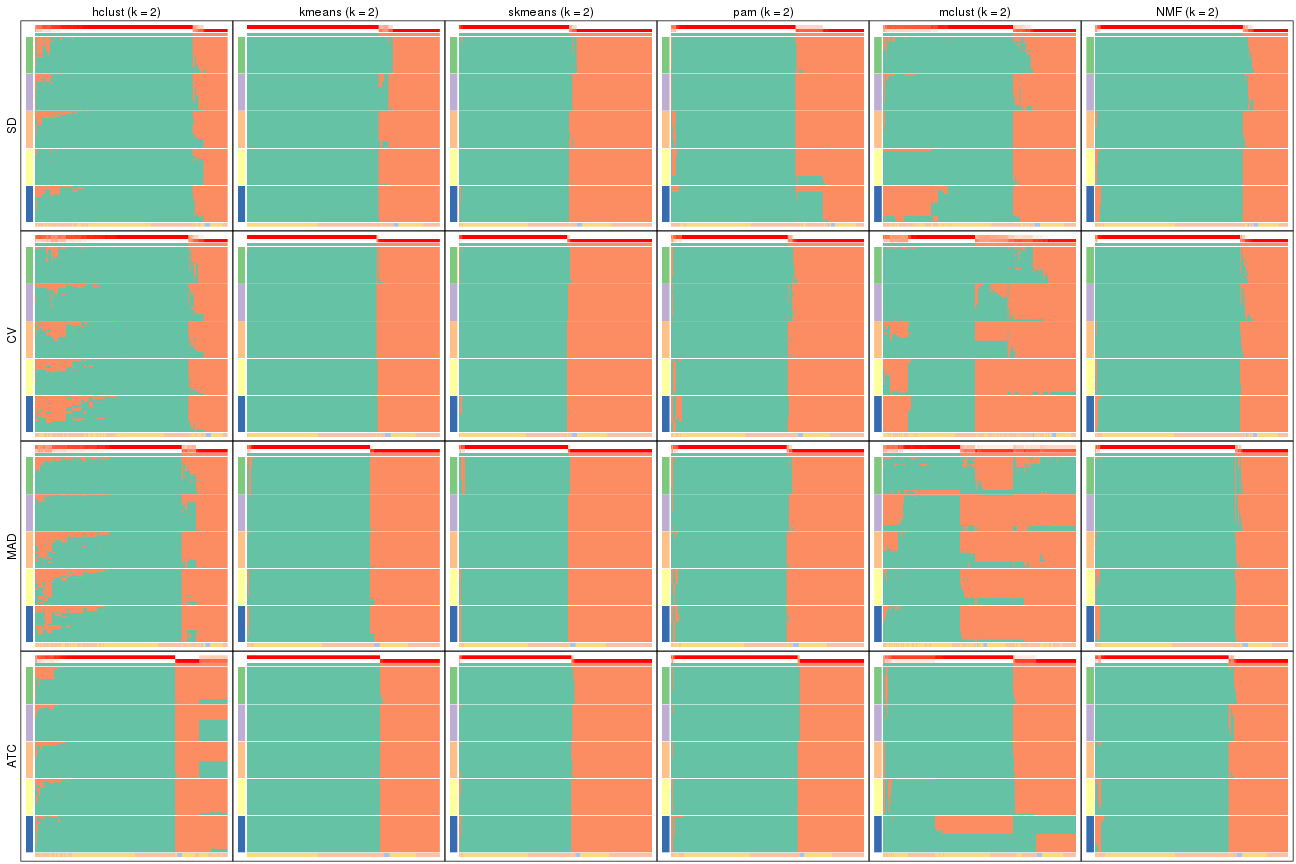 hclust (k = 2) kmeans (k = 2) skmeans (k = 2) pam (k = 2) mclust (k = 2) NMF (k = 2)
SD
CV
MAD
ATC